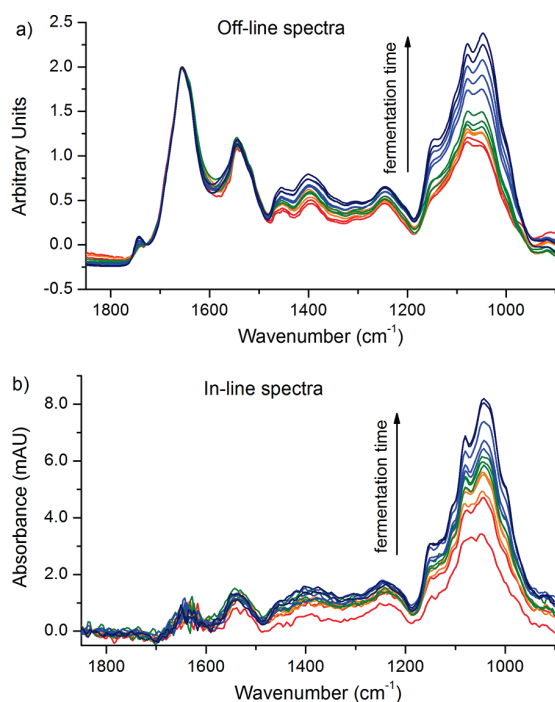 a)
Off-line spectra
2.5
2.0
1.5
1.0
0.5
0.0
-0.5
Arbitrary Units
fermentation time
1800 1600 1400 1200 1000
Wavenumber (cm⁻¹)
b)
In-line spectra
8.0
6.0
4.0
2.0
0.0
Absorbance (mAU)
fermentation time
1800 1600 1400 1200 1000
Wavenumber (cm⁻¹)